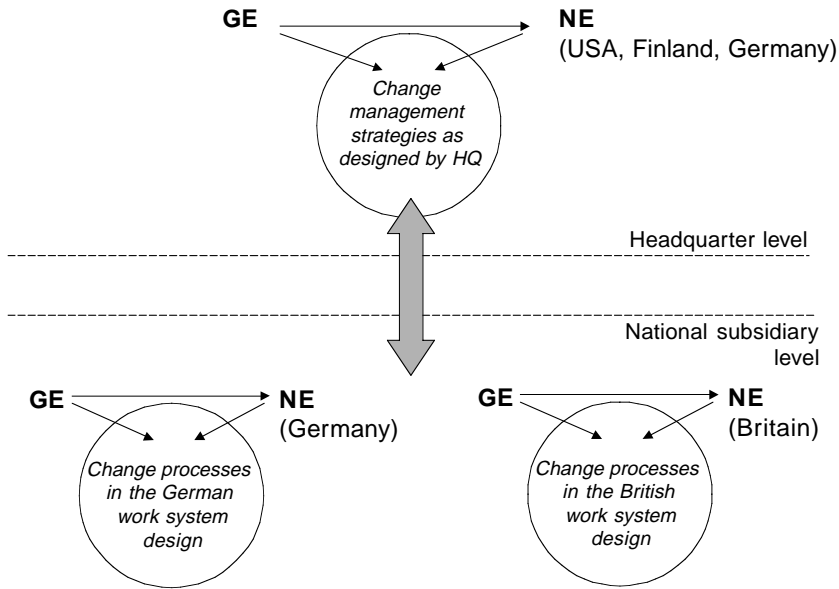 GE
NE
(USA, Finland, Germany)
Change
management
strategies as
designed by HQ
Headquarter level
National subsidiary
level
GE
NE
(Germany)
Change processes
in the German
work system
design
GE
NE
(Britain)
Change processes
in the British
work system
design